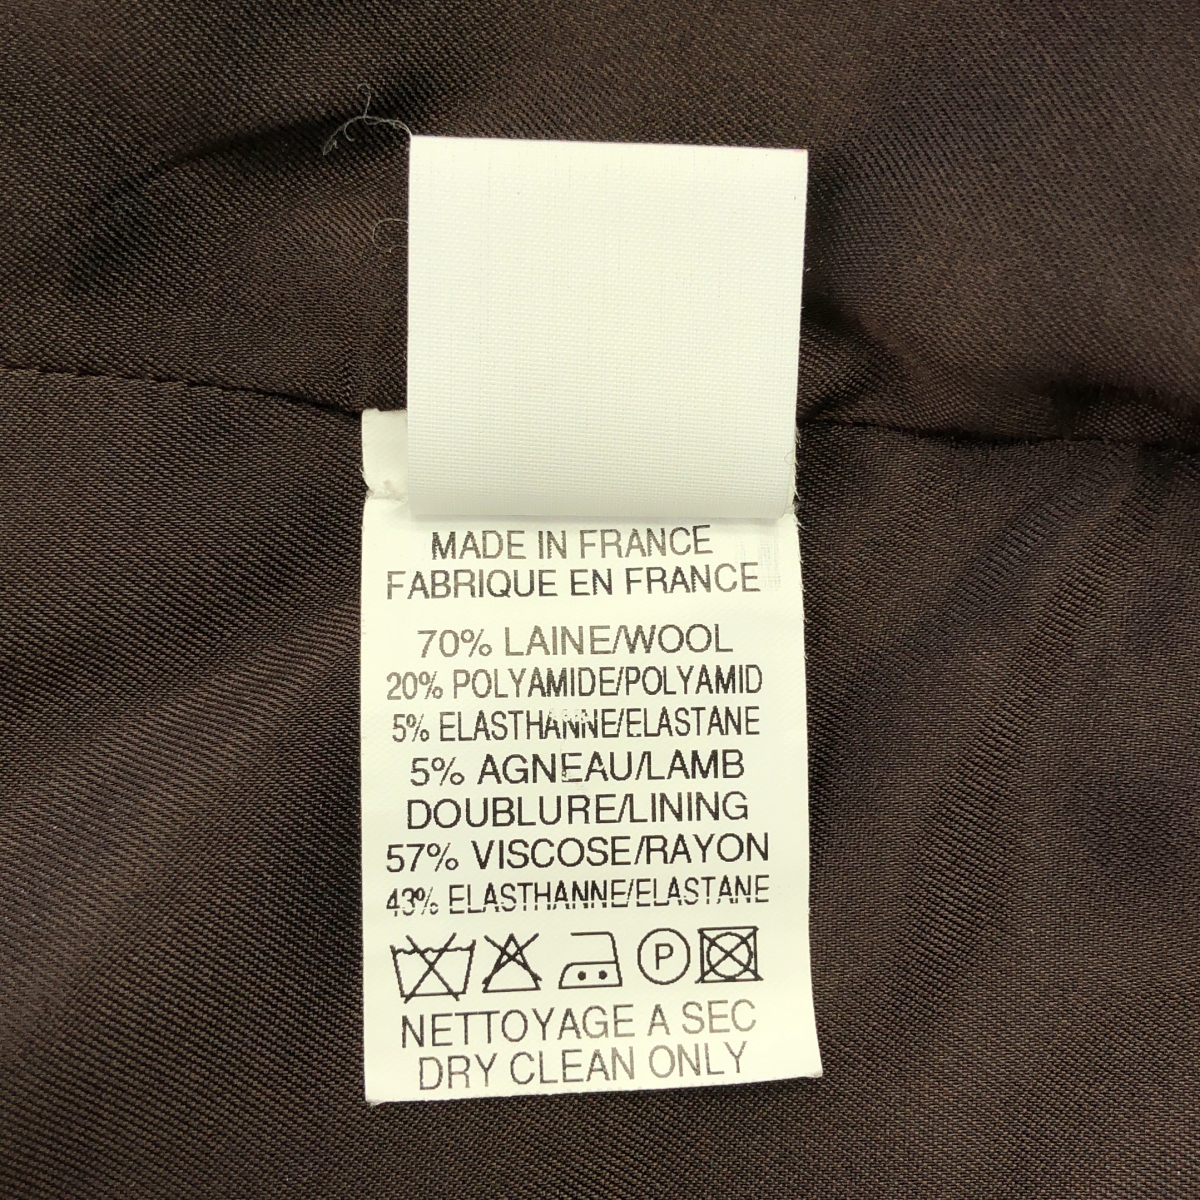 MADE IN FRANCE
FABRIQUE EN FRANCE
70% LAINE/WOOL
20% POLYAMIDE/POLYAMID
5% ELASTHANNE/ELASTANE
5% AGNEAU/LAMB
DOUBLURE/LINING
57% VISCOSE/RAYON
43% ELASTHANNE/ELASTANE
P
NETTOYAGE A SEC
DRY CLEAN ONLY